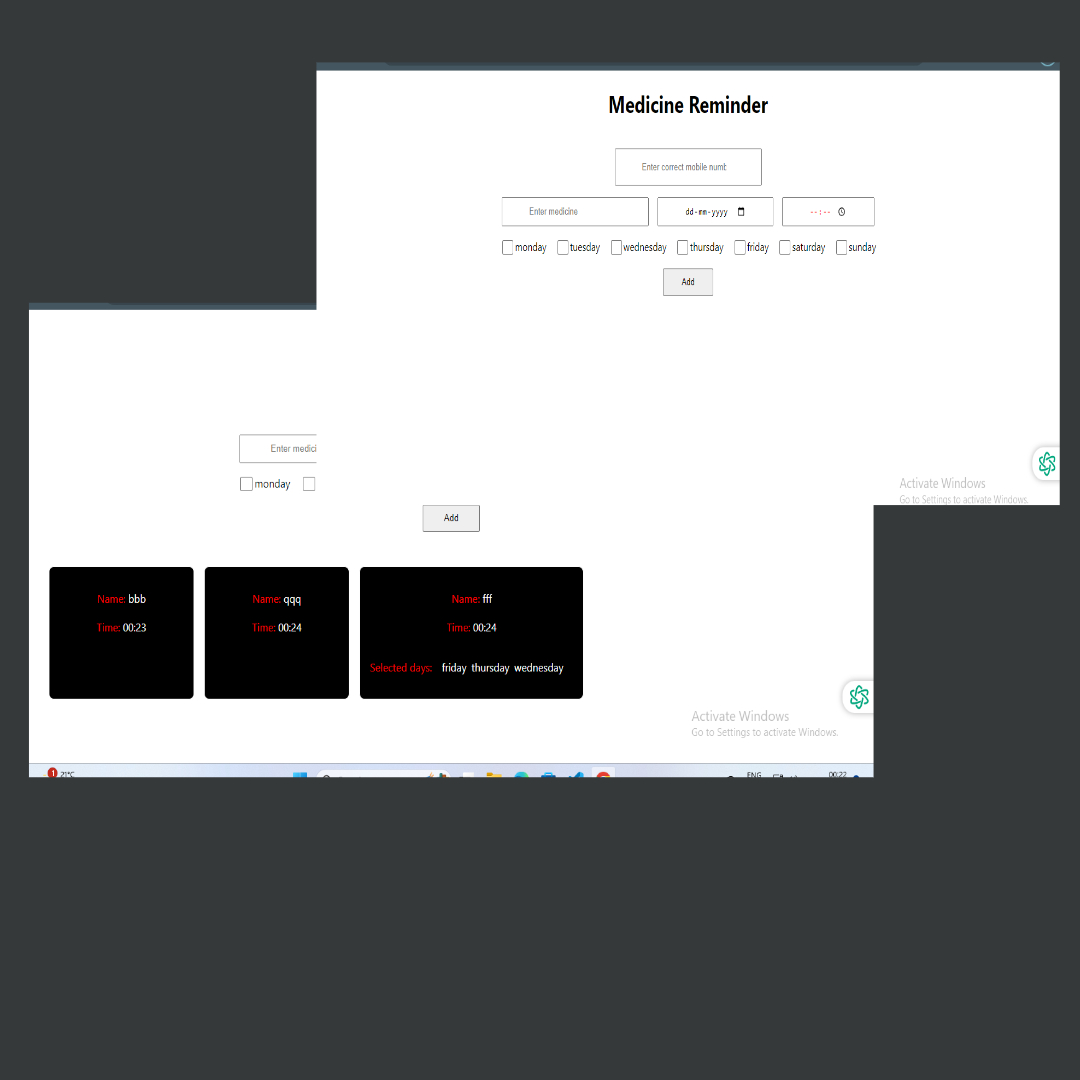 Medicine Reminder
Enter correct mobile numb
Enter medicine dd-mm-yyyy --:--
monday tuesday wednesday thursday friday saturday sunday
Add
Activate Windows
Go to Settings to activate Windows.
Enter medici
monday
Add
Name: bbb
Time: 00:23
Name: qqq
Time: 00:24
Name: fff
Time: 00:24
Selected days: friday thursday wednesday
Activate Windows
Go to Settings to activate Windows.
1 21°C
ENG
00:22